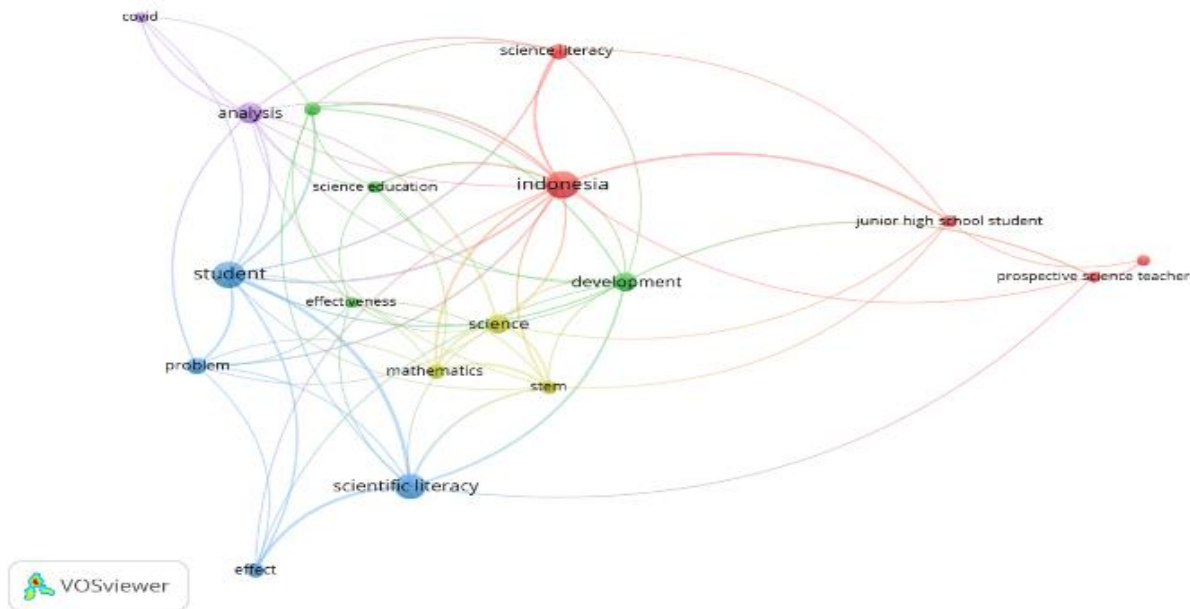 covid
science literacy
analysis
science education
indonesia
junior high school student
student
prospective science teacher
development
effectiveness
science
problem
mathematics
stem
scientific literacy
effect
VOSviewer